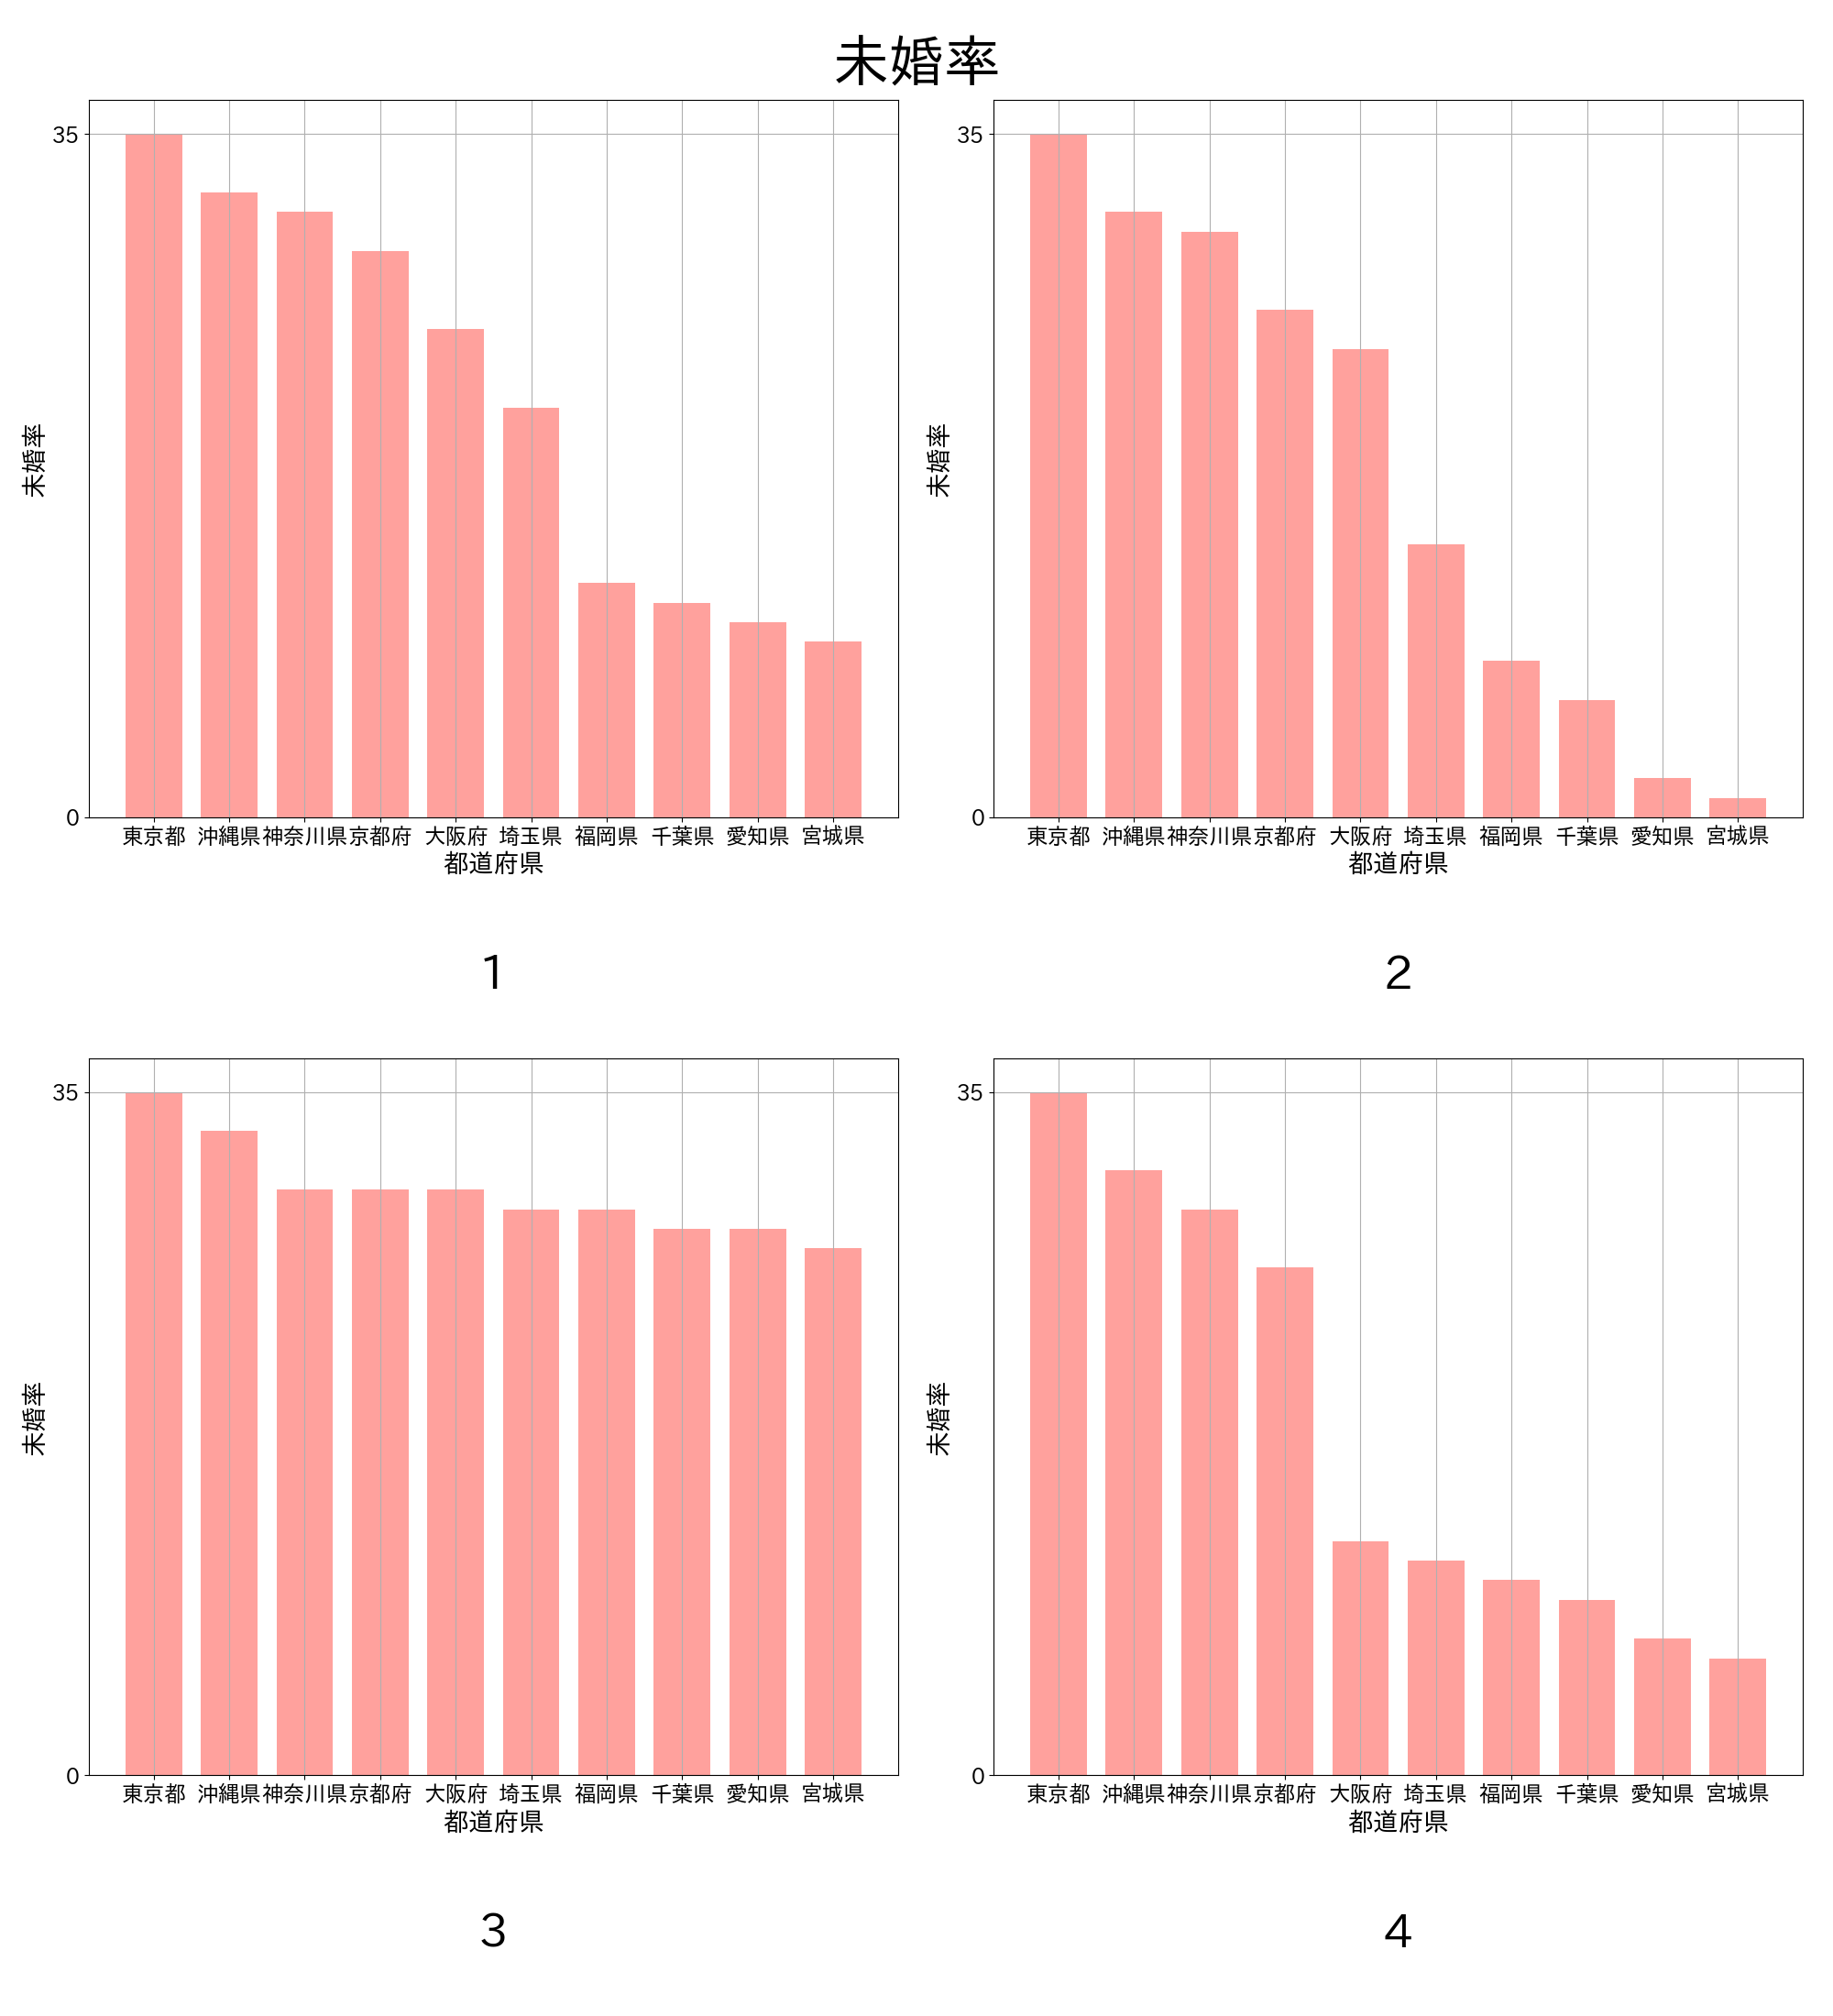 未婚率
35
0
未婚率
東京都 沖縄県 神奈川県 京都府 大阪府 埼玉県 福岡県 千葉県 愛知県 宮城県
都道府県
1
35
0
未婚率
東京都 沖縄県 神奈川県 京都府 大阪府 埼玉県 福岡県 千葉県 愛知県 宮城県
都道府県
2
35
0
未婚率
東京都 沖縄県 神奈川県 京都府 大阪府 埼玉県 福岡県 千葉県 愛知県 宮城県
都道府県
3
35
0
未婚率
東京都 沖縄県 神奈川県 京都府 大阪府 埼玉県 福岡県 千葉県 愛知県 宮城県
都道府県
4